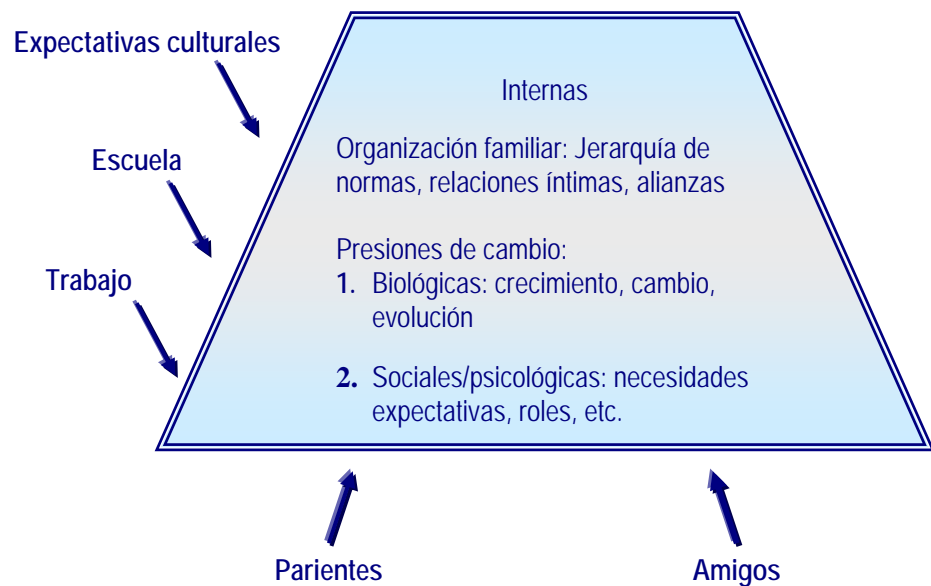 Expectativas culturales
Escuela
Trabajo
Internas
Organización familiar: Jerarquía de
normas, relaciones íntimas, alianzas
Presiones de cambio:
1. Biológicas: crecimiento, cambio,
evolución
2. Sociales/psicológicas: necesidades
expectativas, roles, etc.
Parientes
Amigos